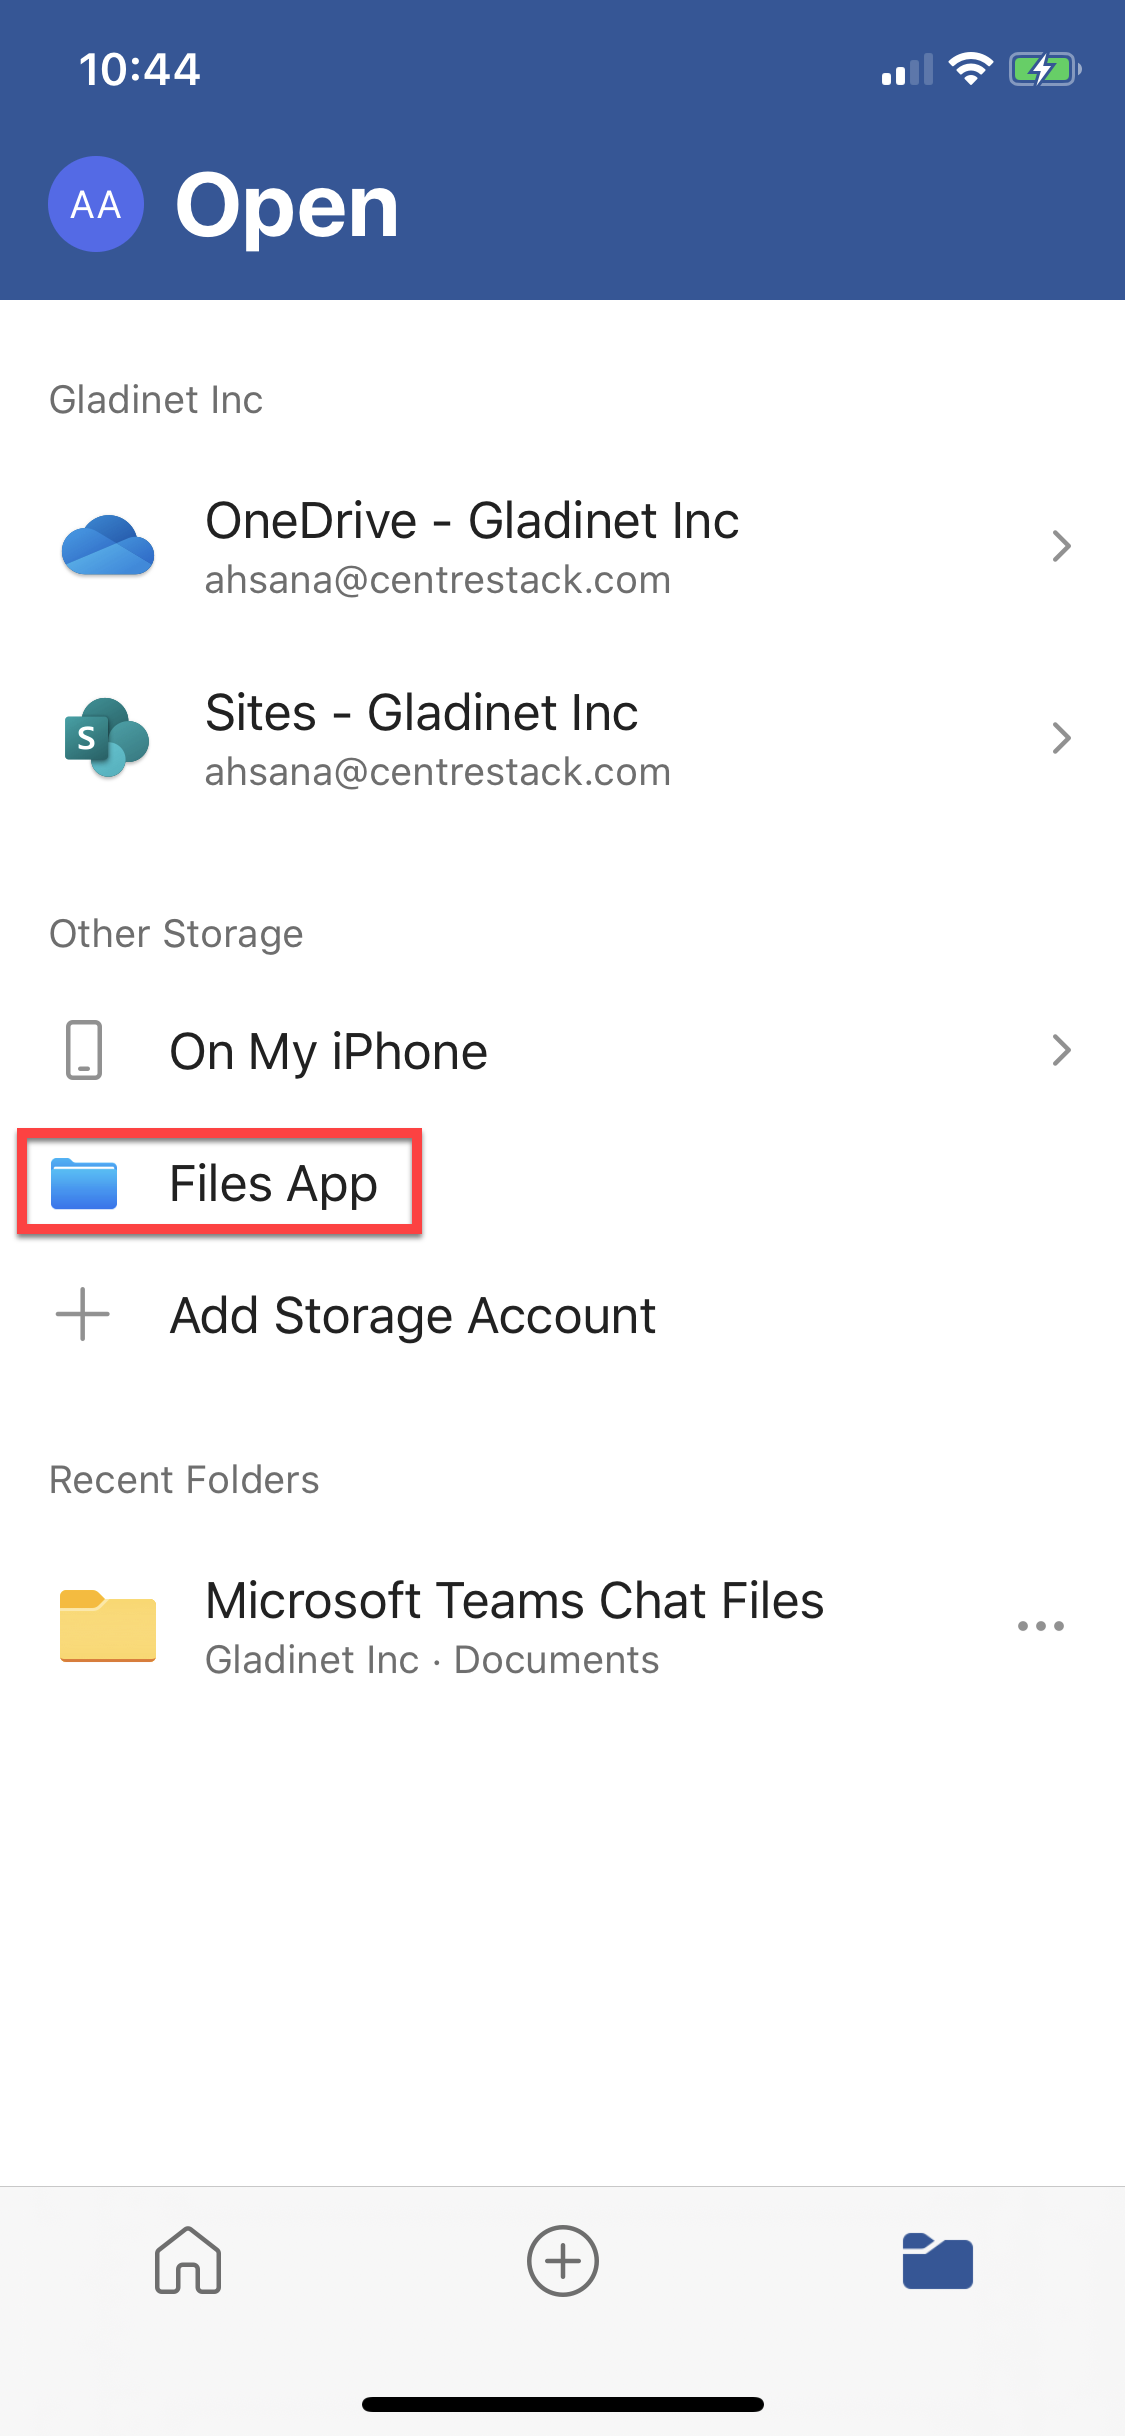 10:44
AA
Open
Gladinet Inc
OneDrive - Gladinet Inc
ahsana@centrestack.com
S
Sites - Gladinet Inc
ahsana@centrestack.com
Other Storage
On My iPhone
Files App
Add Storage Account
Recent Folders
Microsoft Teams Chat Files
Gladinet Inc · Documents